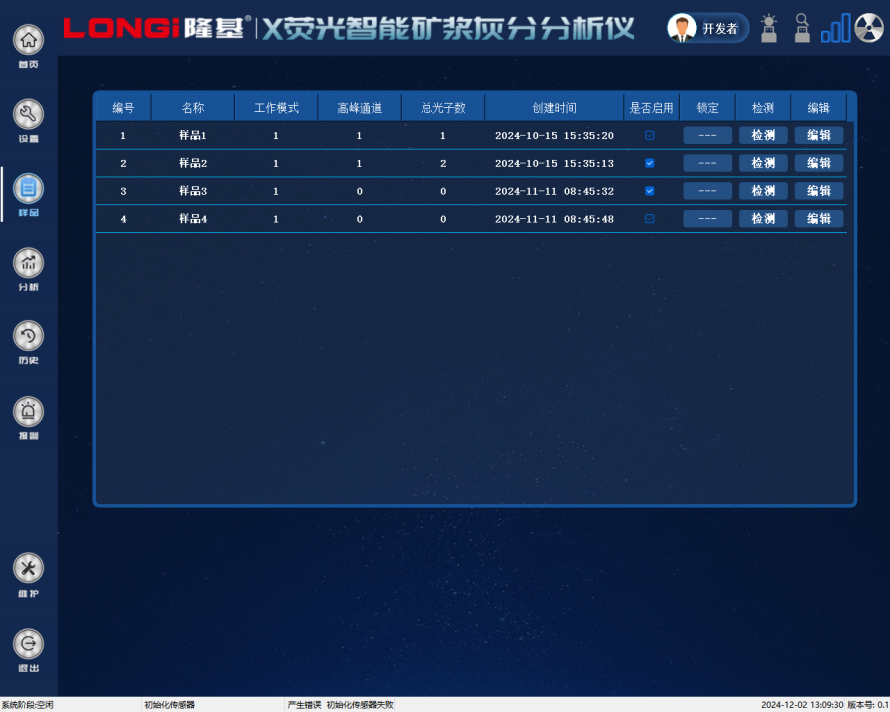 LONGi 隆基® X荧光智能矿浆灰分分析仪 开发者
首页
设置
样品
分析
历史
报警
维护
退出
编号 名称 工作模式 高峰通道 总光子数 创建时间 是否启用 锁定 检测 编辑
1 样品1 1 1 1 2024-10-15 15:35:20 --- 检测 编辑
2 样品2 1 1 2 2024-10-15 15:35:13 --- 检测 编辑
3 样品3 1 0 0 2024-11-11 08:45:32 --- 检测 编辑
4 样品4 1 0 0 2024-11-11 08:45:48 --- 检测 编辑
系统阶段:空闲 初始化传感器 产生错误 初始化传感器失败 2024-12-02 13:09:30 版本号: 0.1